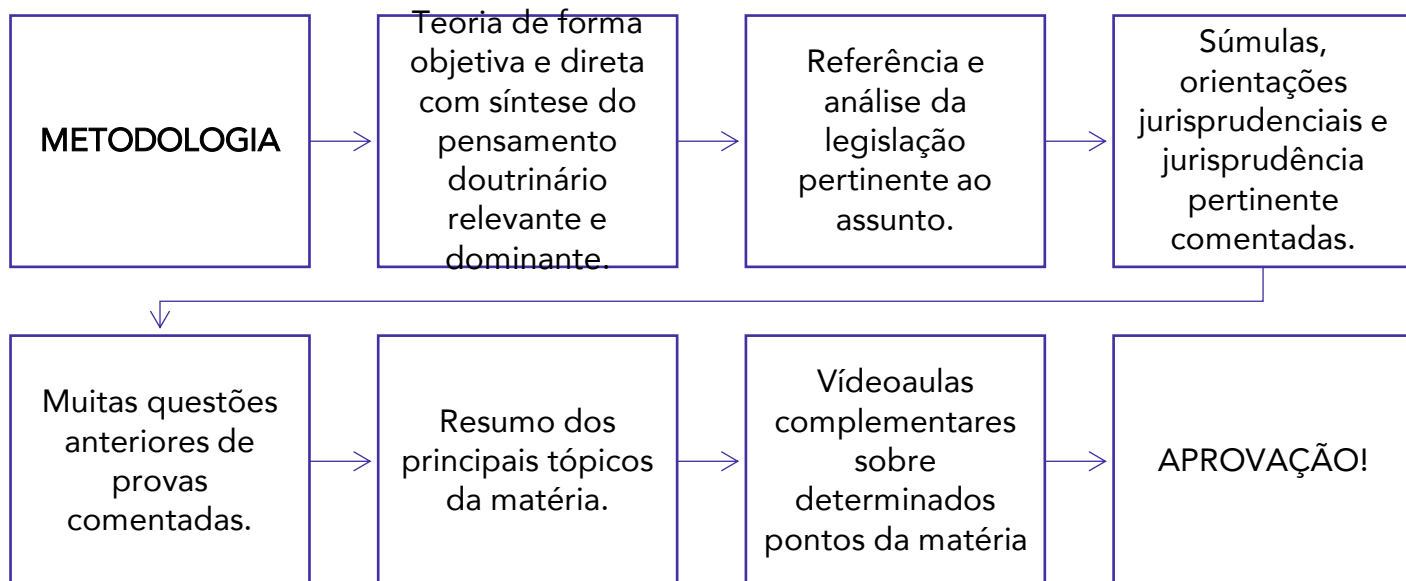 METODOLOGIA
Teoria de forma
objetiva e direta
com síntese do
pensamento
doutrinário
relevante e
dominante.
Referência e
análise da
legislação
pertinente ao
assunto.
Súmulas,
orientações
jurisprudenciais e
jurisprudência
pertinente
comentadas.
Muitas questões
anteriores de
provas
comentadas.
Resumo dos
principais tópicos
da matéria.
Vídeoaulas
complementares
sobre
determinados
pontos da matéria
APROVAÇÃO!